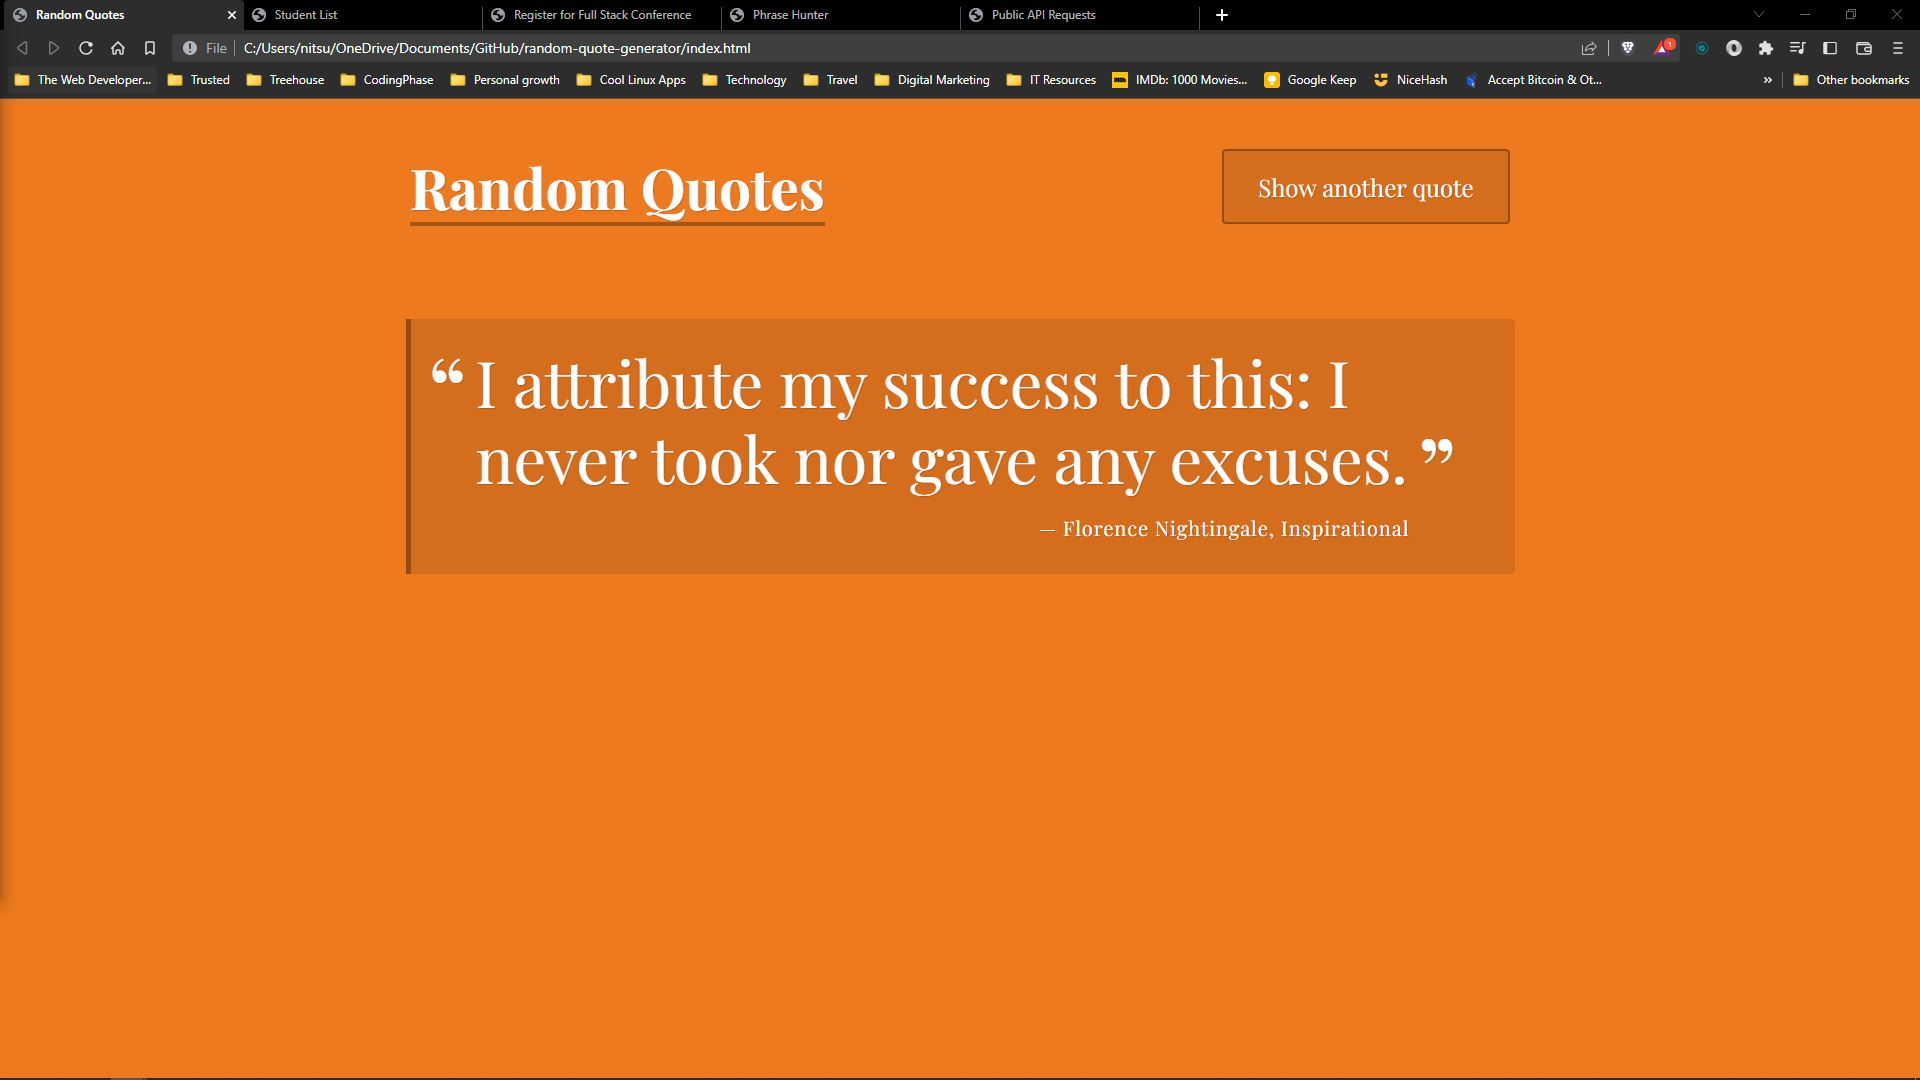 Random Quotes
Student List
Register for Full Stack Conference
Phrase Hunter
Public API Requests
File
C:/Users/nitsu/OneDrive/Documents/GitHub/random-quote-generator/index.html
1
The Web Developer...
Trusted
Treehouse
CodingPhase
Personal growth
Cool Linux Apps
Technology
Travel
Digital Marketing
IT Resources
IMDb: 1000 Movies...
Google Keep
NiceHash
Accept Bitcoin & Ot...
»
Other bookmarks
Random Quotes
Show another quote
“ I attribute my success to this: I
never took nor gave any excuses. ”
— Florence Nightingale, Inspirational